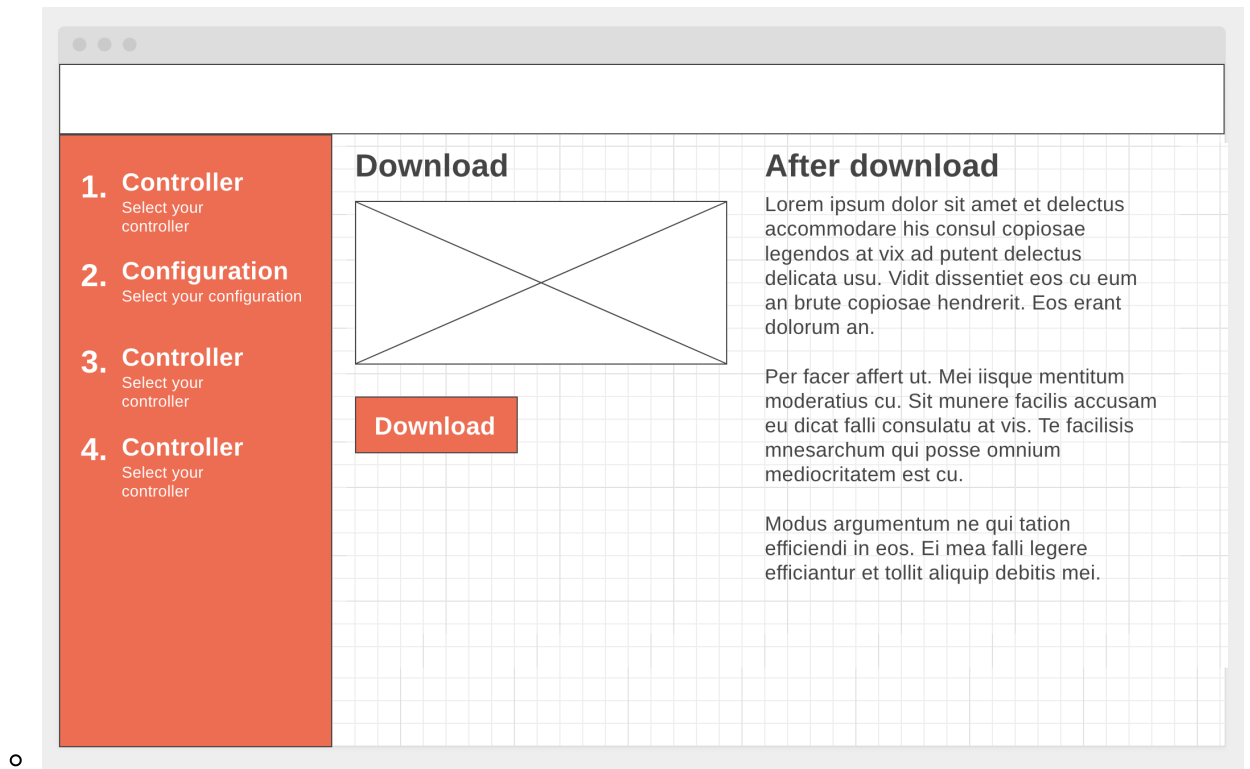 1.
Controller
Select your
controller
2.
Configuration
Select your configuration
3.
Controller
Select your
controller
4.
Controller
Select your
controller
Download
Download
After download
Lorem ipsum dolor sit amet et delectus
accommodare his consul copiosae
legendos at vix ad putent delectus
delicata usu. Vidit dissentiet eos cu eum
an brute copiosae hendrerit. Eos erant
dolorum an.
Per facer affert ut. Mei iisque mentitum
moderatius cu. Sit munere facilis accusam
eu dicat falli consulatu at vis. Te facilisis
mnesarchum qui posse omnium
mediocritatem est cu.
Modus argumentum ne qui tation
efficiendi in eos. Ei mea falli legere
efficiantur et tollit aliquip debitis mei.